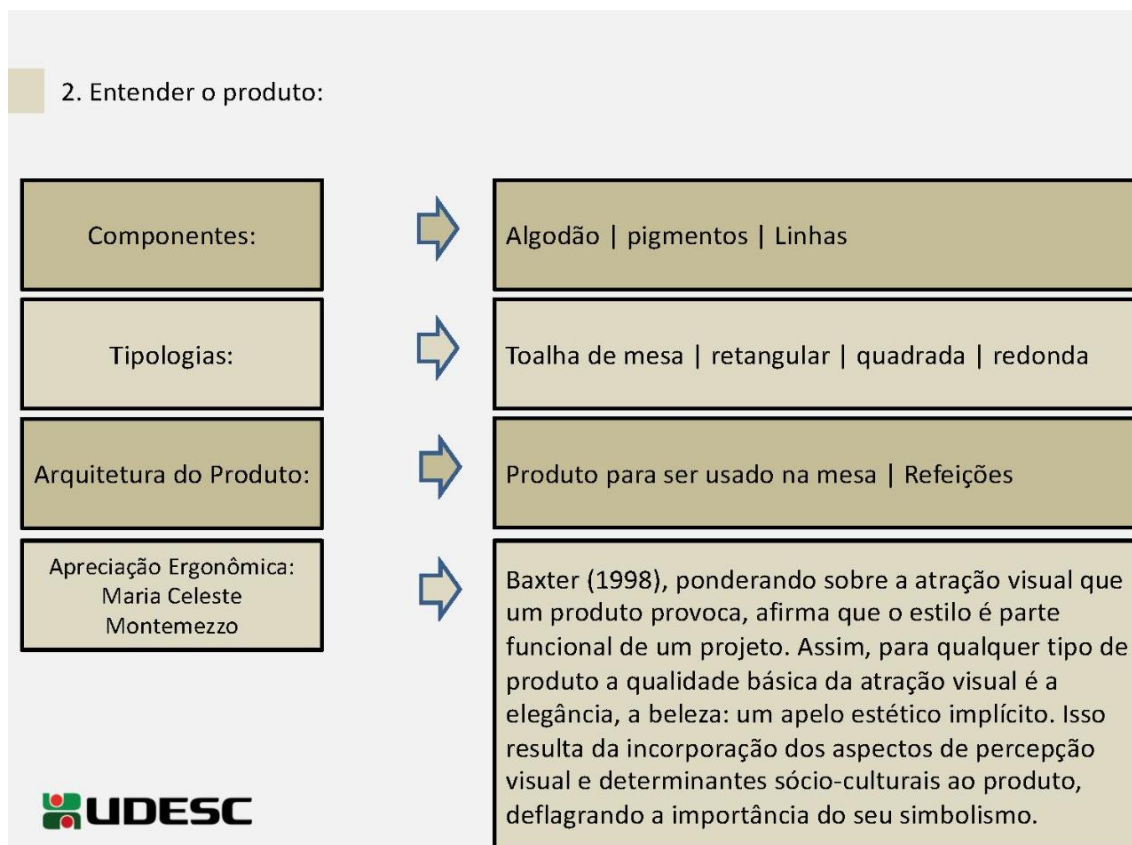 2. Entender o produto:
Componentes:
Algodão | pigmentos | Linhas
Tipologias:
Toalha de mesa | retangular | quadrada | redonda
Arquitetura do Produto:
Produto para ser usado na mesa | Refeições
Apreciação Ergonômica:
Maria Celeste
Montemezzo
Baxter (1998), ponderando sobre a atração visual que
um produto provoca, afirma que o estilo é parte
funcional de um projeto. Assim, para qualquer tipo de
produto a qualidade básica da atração visual é a
elegância, a beleza: um apelo estético implícito. Isso
resulta da incorporação dos aspectos de percepção
visual e determinantes sócio-culturais ao produto,
deflagrando a importância do seu simbolismo.
UDESC